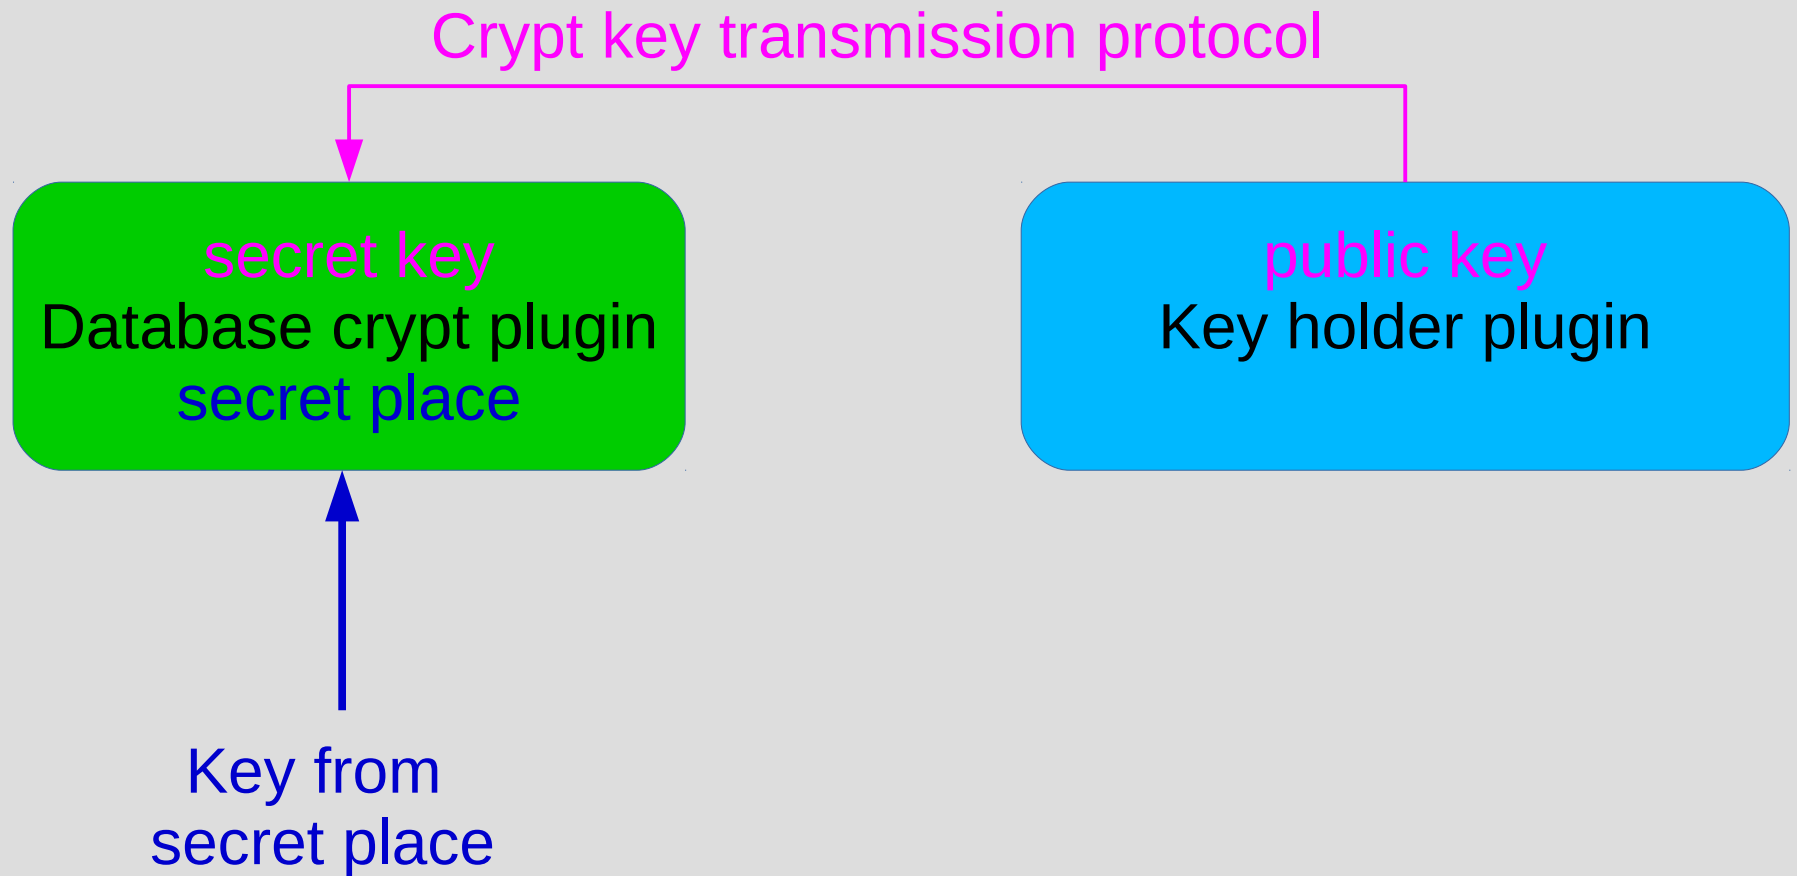 Crypt key transmission protocol
secret key
Database crypt plugin
secret place
public key
Key holder plugin
Key from
secret place